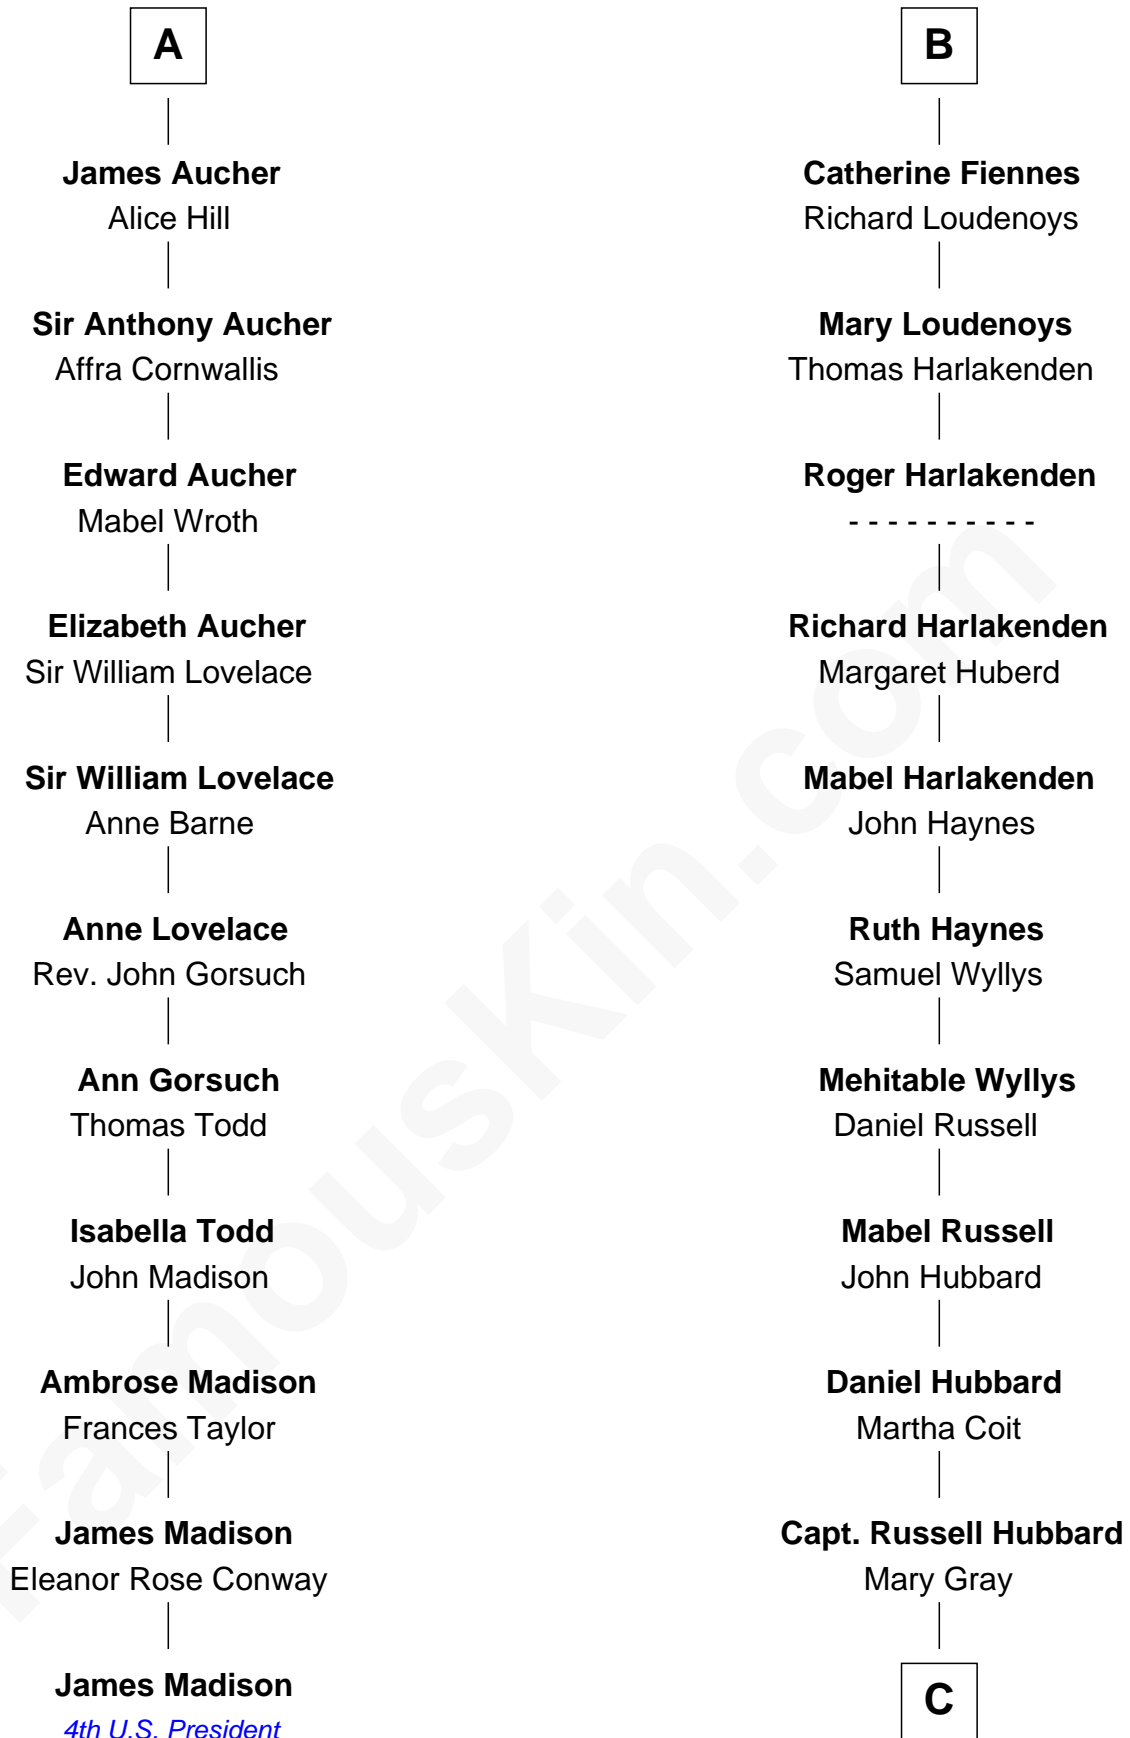 A
James Aucher
Alice Hill
Sir Anthony Aucher
Affra Cornwallis
Edward Aucher
Mabel Wroth
Elizabeth Aucher
Sir William Lovelace
Sir William Lovelace
Anne Barne
Anne Lovelace
Rev. John Gorsuch
Ann Gorsuch
Thomas Todd
Isabella Todd
John Madison
Ambrose Madison
Frances Taylor
James Madison
Eleanor Rose Conway
James Madison
4th U.S. President
B
Catherine Fiennes
Richard Loudenoys
Mary Loudenoys
Thomas Harlakenden
Roger Harlakenden
- - - - - - - - - -
Richard Harlakenden
Margaret Huberd
Mabel Harlakenden
John Haynes
Ruth Haynes
Samuel Wyllys
Mehitable Wyllys
Daniel Russell
Mabel Russell
John Hubbard
Daniel Hubbard
Martha Coit
Capt. Russell Hubbard
Mary Gray
C
FamousKin.com